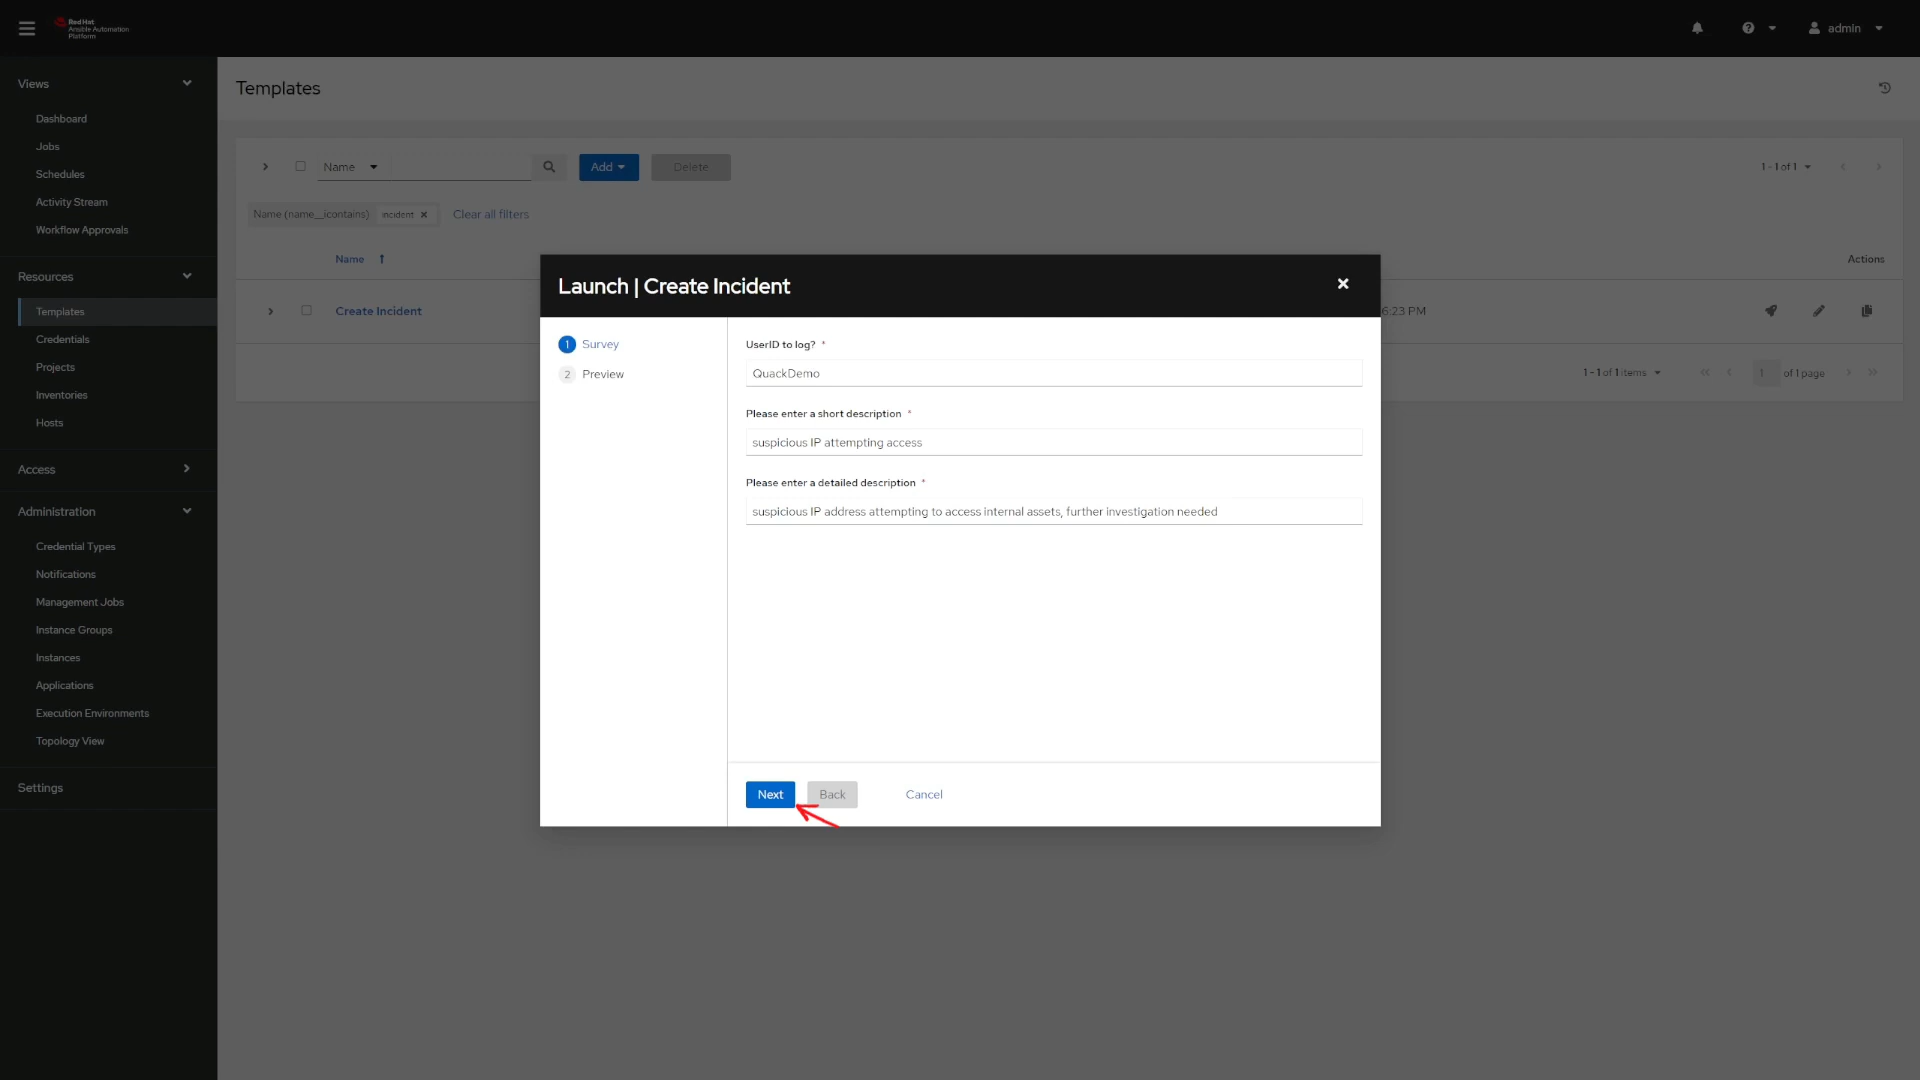 Red Hat
Ansible Automation
Platform
admin
Views
Dashboard
Jobs
Schedules
Activity Stream
Workflow Approvals
Resources
Templates
Credentials
Projects
Inventories
Hosts
Access
Administration
Credential Types
Notifications
Management Jobs
Instance Groups
Instances
Applications
Execution Environments
Topology View
Settings
Templates
Name
Add
Delete
1 - 1 of 1
Name (name__icontains) incident
Clear all filters
Name
Actions
Create Incident
6:23 PM
1 - 1 of 1 items
1 of 1 page
Launch | Create Incident
1 Survey
2 Preview
UserID to log? *
QuackDemo
Please enter a short description *
suspicious IP attempting access
Please enter a detailed description *
suspicious IP address attempting to access internal assets, further investigation needed
Next
Back
Cancel